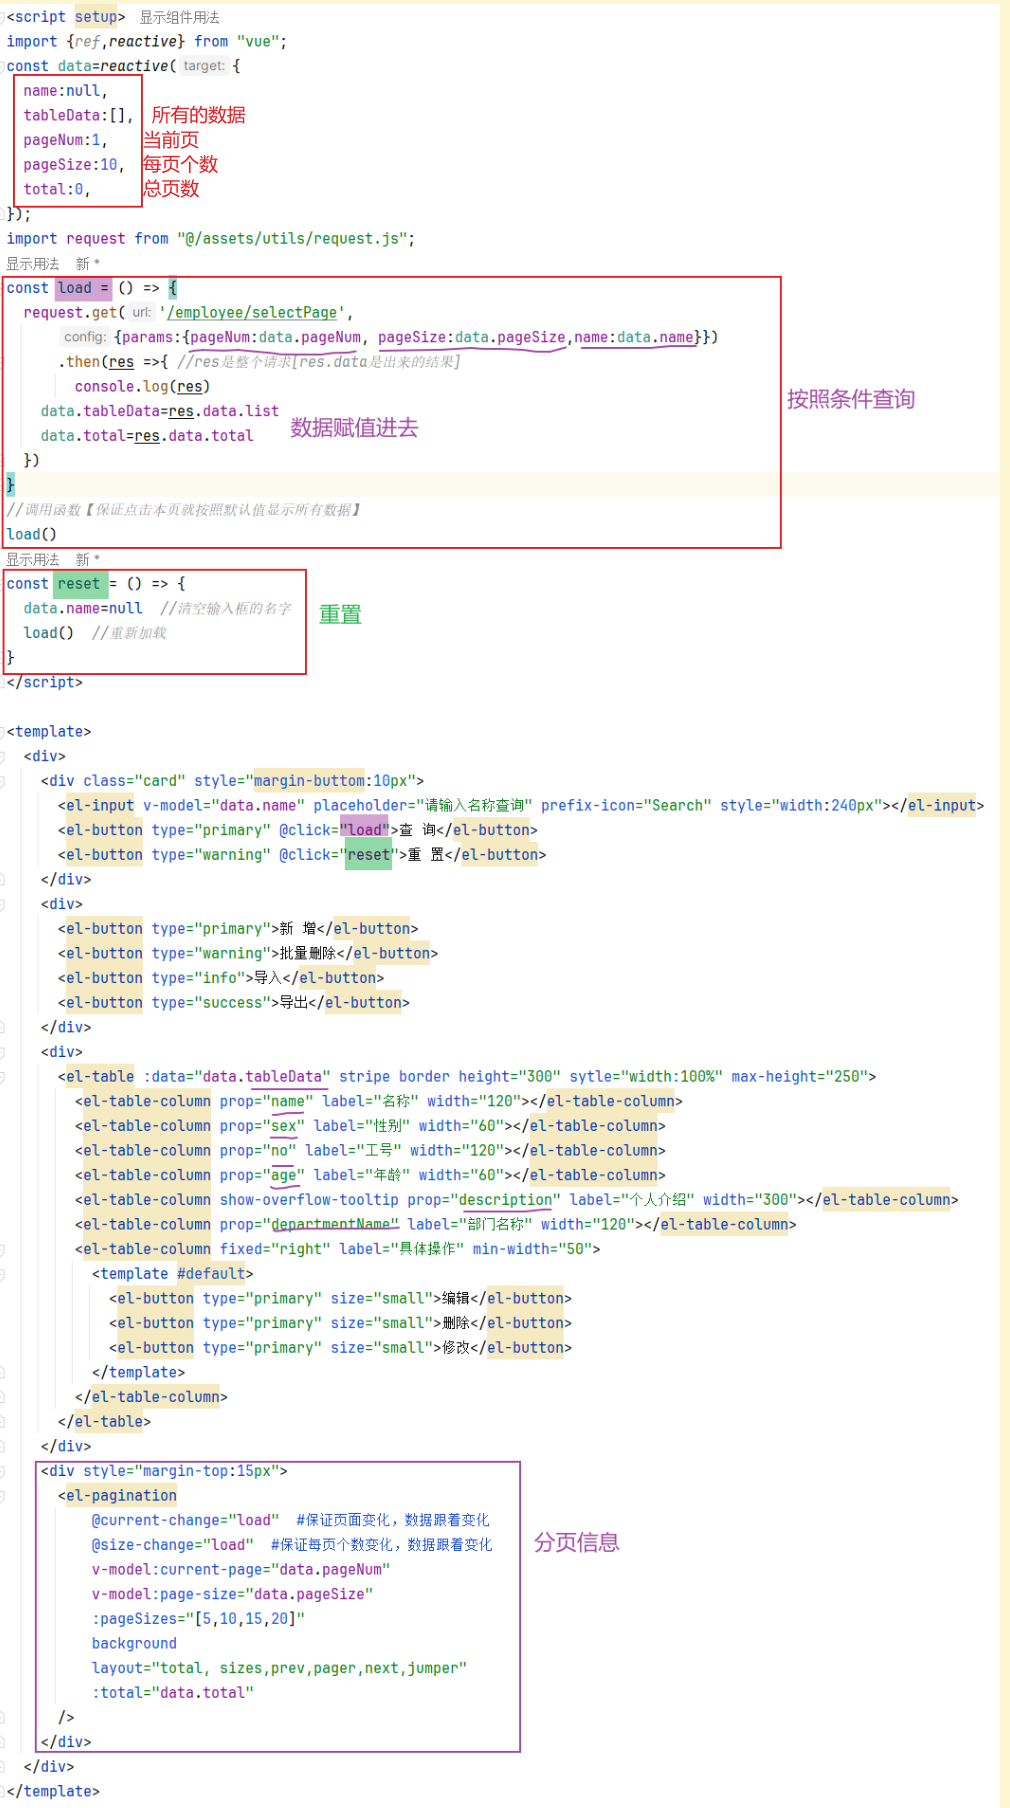 <script setup> 显示组件用法
import {ref,reactive} from "vue";
const data=reactive( target: {
name:null,
tableData:[], 所有的数据
pageNum:1, 当前页
pageSize:10, 每页个数
total:0, 总页数
});
import request from "@/assets/utils/request.js";
显示用法 新 *
const load = () => {
request.get( url: '/employee/selectPage',
config: {params:{pageNum:data.pageNum, pageSize:data.pageSize,name:data.name}})
.then(res =>{ //res是整个请求[res.data是出来的结果]
console.log(res)
按照条件查询
data.tableData=res.data.list
数据赋值进去
data.total=res.data.total
})
}
//调用函数【保证点击本页就按照默认值显示所有数据】
load()
显示用法 新 *
const reset = () => {
data.name=null //清空输入框的名字
重置
load() //重新加载
}
</script>
<template>
<div>
<div class="card" style="margin-buttom:10px">
<el-input v-model="data.name" placeholder="请输入名称查询" prefix-icon="Search" style="width:240px"></el-input>
<el-button type="primary" @click="load">查 询</el-button>
<el-button type="warning" @click="reset">重 置</el-button>
</div>
<div>
<el-button type="primary">新 增</el-button>
<el-button type="warning">批量删除</el-button>
<el-button type="info">导入</el-button>
<el-button type="success">导出</el-button>
</div>
<div>
<el-table :data="data.tableData" stripe border height="300" sytle="width:100%" max-height="250">
<el-table-column prop="name" label="名称" width="120"></el-table-column>
<el-table-column prop="sex" label="性别" width="60"></el-table-column>
<el-table-column prop="no" label="工号" width="120"></el-table-column>
<el-table-column prop="age" label="年龄" width="60"></el-table-column>
<el-table-column show-overflow-tooltip prop="description" label="个人介绍" width="300"></el-table-column>
<el-table-column prop="departmentName" label="部门名称" width="120"></el-table-column>
<el-table-column fixed="right" label="具体操作" min-width="50">
<template #default>
<el-button type="primary" size="small">编辑</el-button>
<el-button type="primary" size="small">删除</el-button>
<el-button type="primary" size="small">修改</el-button>
</template>
</el-table-column>
</el-table>
</div>
<div style="margin-top:15px">
<el-pagination
@current-change="load" #保证页面变化，数据跟着变化
@size-change="load" #保证每页个数变化，数据跟着变化
分页信息
v-model:current-page="data.pageNum"
v-model:page-size="data.pageSize"
:pageSizes="[5,10,15,20]"
background
layout="total, sizes,prev,pager,next,jumper"
:total="data.total"
/>
</div>
</div>
</template>